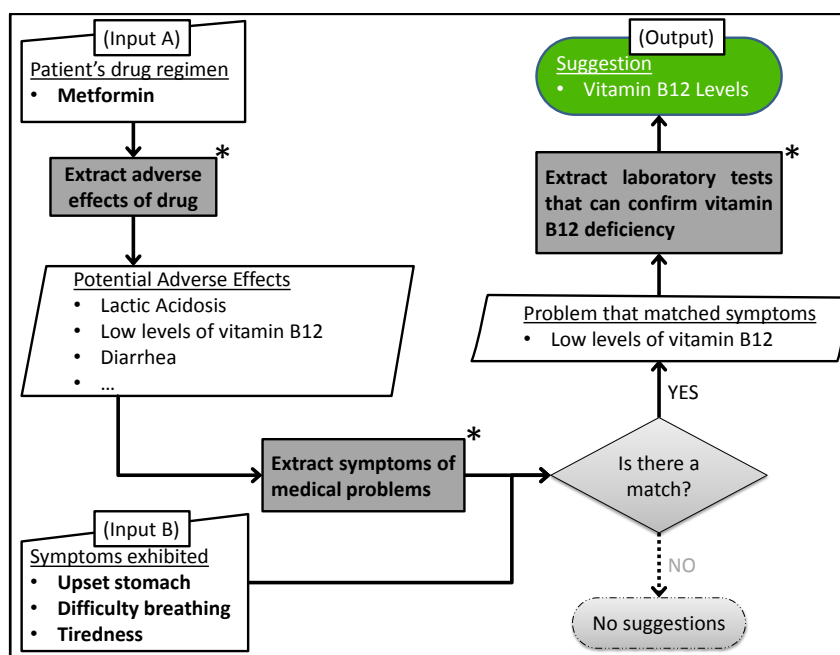 (Input A)
Patient's drug regimen
• Metformin
*
Extract adverse
effects of drug
Potential Adverse Effects
• Lactic Acidosis
• Low levels of vitamin B12
• Diarrhea
• ...
*
Extract symptoms of
medical problems
(Input B)
Symptoms exhibited
• Upset stomach
• Difficulty breathing
• Tiredness
Is there a
match?
NO
No suggestions
YES
Problem that matched symptoms
• Low levels of vitamin B12
*
Extract laboratory tests
that can confirm vitamin
B12 deficiency
(Output)
Suggestion
• Vitamin B12 Levels